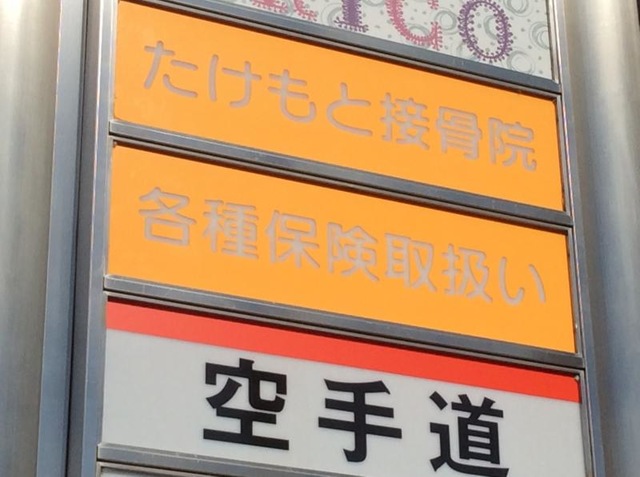 たけもと接骨院
各種保険取扱い
空手道